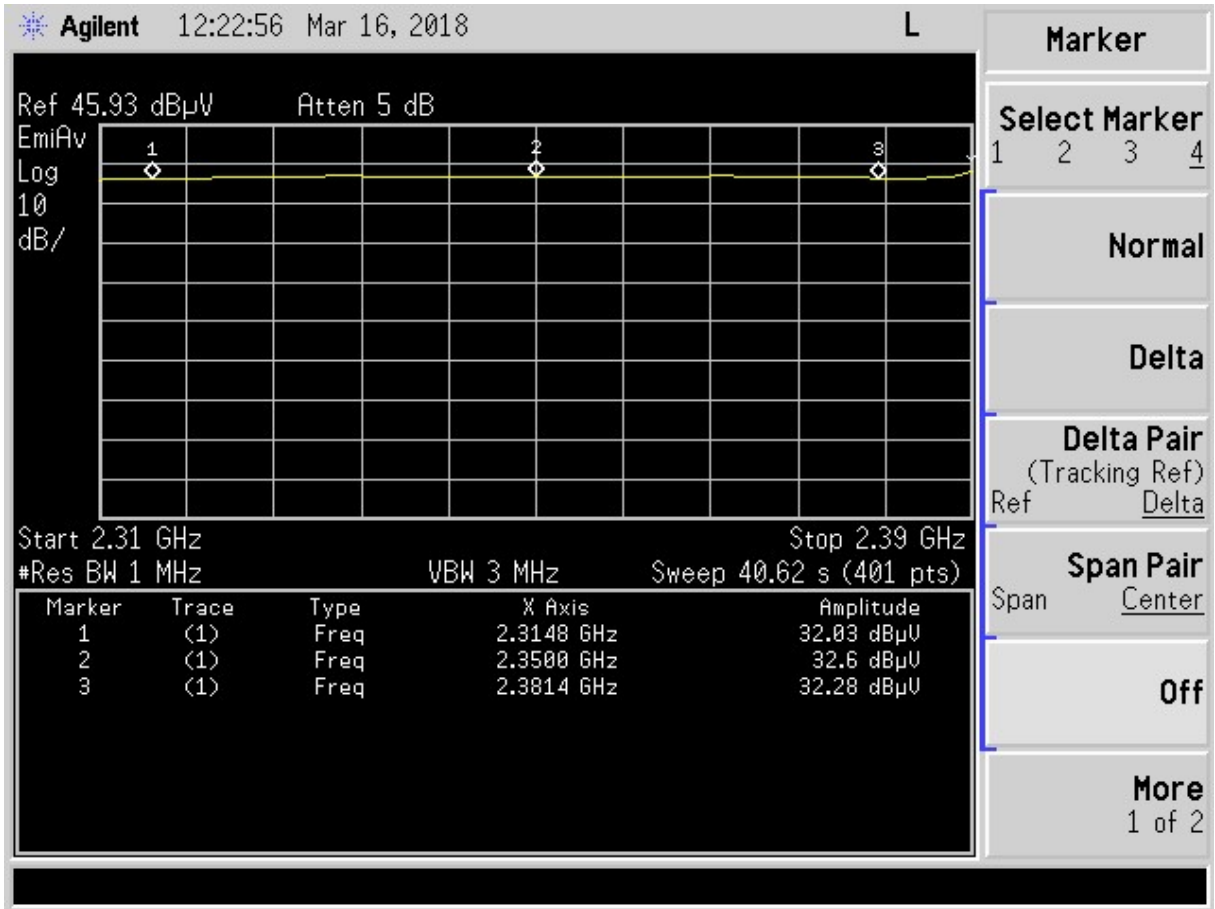 Agilent 12:22:56 Mar 16, 2018 L
Ref 45.93 dBµV Atten 5 dB
EmiAv
Log
10
dB/
1 2 3
Start 2.31 GHz Stop 2.39 GHz
#Res BW 1 MHz VBW 3 MHz Sweep 40.62 s (401 pts)
Marker Trace Type X Axis Amplitude
1 (1) Freq 2.3148 GHz 32.03 dBµV
2 (1) Freq 2.3500 GHz 32.6 dBµV
3 (1) Freq 2.3814 GHz 32.28 dBµV
Marker
Select Marker
1 2 3 4
Normal
Delta
Delta Pair
(Tracking Ref)
Ref Delta
Span Pair
Span Center
Off
More
1 of 2